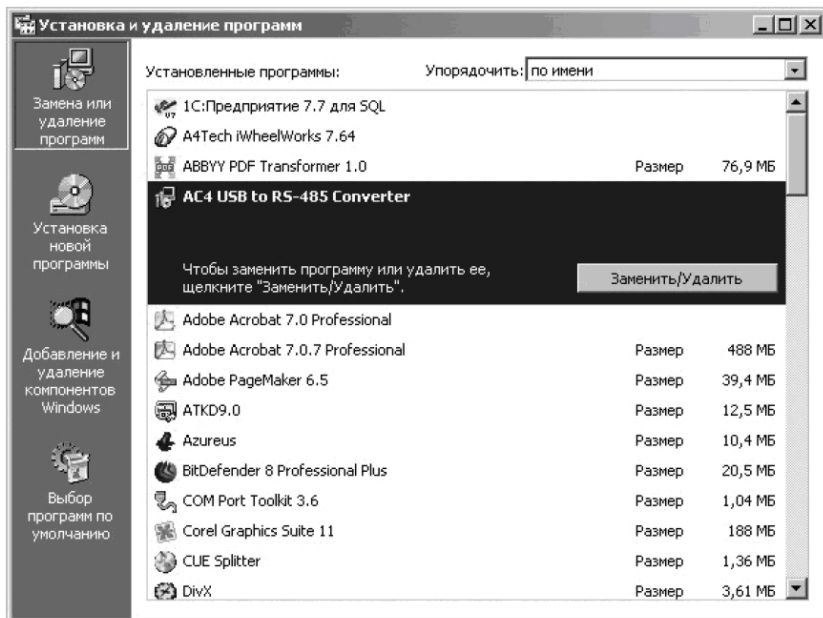 Установка и удаление программ
Замена или
удаление
программ
Установка
новой
программы
Добавление и
удаление
компонентов
Windows
Выбор
программ по
умолчанию
Установленные программы: Упорядочить: по имени
1С:Предприятие 7.7 для SQL
A4Tech iWheelWorks 7.64
ABBYY PDF Transformer 1.0 Размер 76,9 МБ
AC4 USB to RS-485 Converter
Чтобы заменить программу или удалить ее,
щелкните "Заменить/Удалить". Заменить/Удалить
Adobe Acrobat 7.0 Professional
Adobe Acrobat 7.0.7 Professional Размер 488 МБ
Adobe PageMaker 6.5 Размер 39,4 МБ
ATKD9.0 Размер 12,5 МБ
Azureus Размер 10,4 МБ
BitDefender 8 Professional Plus Размер 20,5 МБ
COM Port Toolkit 3.6 Размер 1,04 МБ
Corel Graphics Suite 11 Размер 188 МБ
CUE Splitter Размер 1,36 МБ
DivX Размер 3,61 МБ